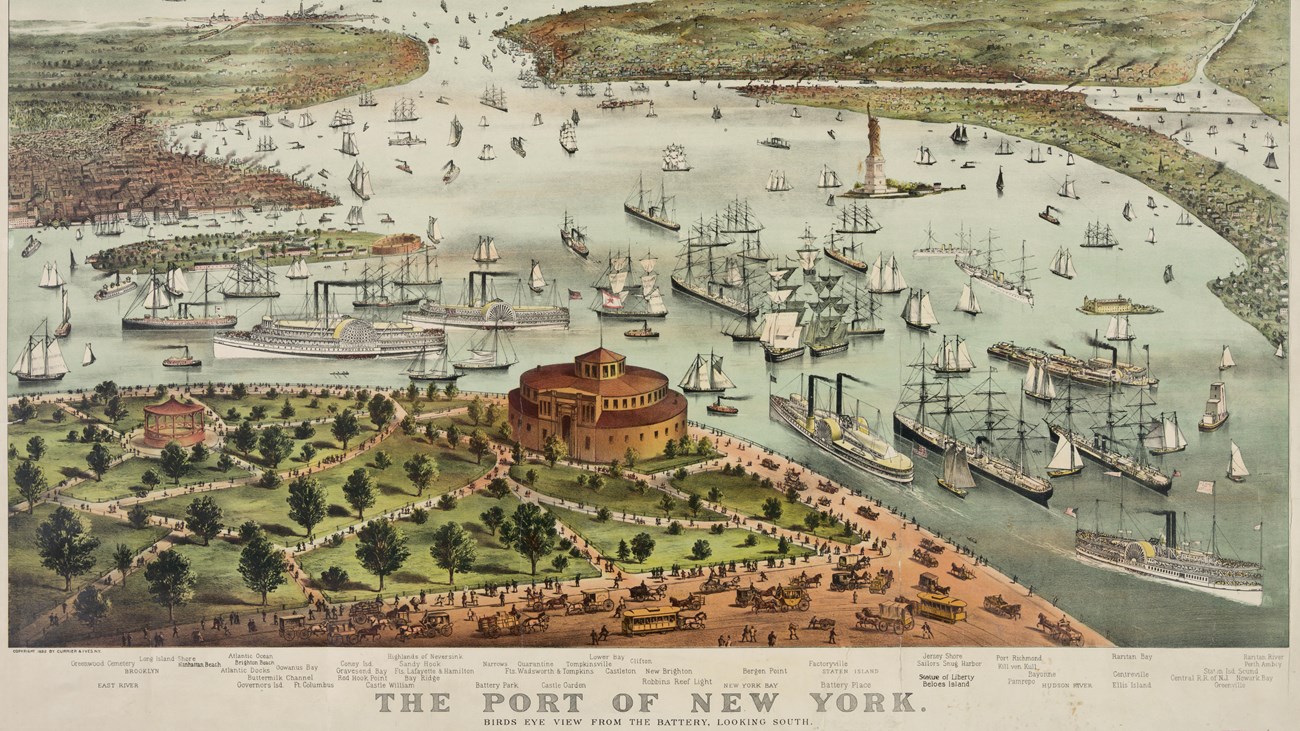 BY CURRIER & IVES N.Y.
Long Island Shore Atlantic Ocean Highlands of Neversink Lower Bay Jersey Shore Port Richmond Raritan Bay Raritan River
Greenwood Cemetery Manhattan Beach Brighton Beach Coney Isd Sandy Hook Narrows Quarantine Tompkinsville Clifton Factoryville Sailors Snug Harbor Kill von Kull Perth Amboy
BROOKLYN Atlantic Docks Gowanus Bay Gravesend Bay Fts. Lafayette & Hamilton Fts. Wadsworth & Tompkins Castleton New Brighton Bergen Point STATEN ISLAND Bayonne Centreville Sound
Buttermilk Channel Red Hook Point Bay Ridge Robbins Reef Light Statue of Liberty Pamrapo Central R.R. of N.J. Newark Bay
EAST RIVER Governors Isd Ft. Columbus Castle William Battery Park Castle Garden NEW YORK BAY Battery Place Beloes Island HUDSON RIVER Ellis Island Greenville
THE PORT OF NEW YORK.
BIRDS EYE VIEW FROM THE BATTERY, LOOKING SOUTH.